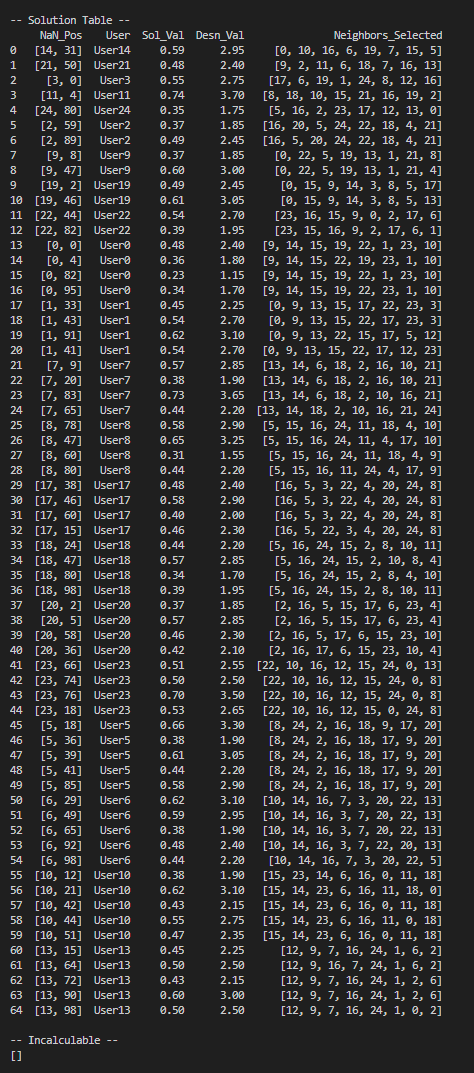 -- Solution Table --
NaN_Pos User Sol_Val Desn_Val Neighbors_Selected
0 [14, 31] User14 0.59 2.95 [0, 10, 16, 6, 19, 7, 15, 5]
1 [21, 50] User21 0.48 2.40 [9, 2, 11, 6, 18, 7, 16, 13]
2 [3, 0] User3 0.55 2.75 [17, 6, 19, 1, 24, 8, 12, 16]
3 [11, 4] User11 0.74 3.70 [8, 18, 10, 15, 21, 16, 19, 2]
4 [24, 80] User24 0.35 1.75 [5, 16, 2, 23, 17, 12, 13, 0]
5 [2, 59] User2 0.37 1.85 [16, 20, 5, 24, 22, 18, 4, 21]
6 [2, 89] User2 0.49 2.45 [16, 5, 20, 24, 22, 18, 4, 21]
7 [9, 8] User9 0.37 1.85 [0, 22, 5, 19, 13, 1, 21, 8]
8 [9, 47] User9 0.60 3.00 [0, 22, 5, 19, 13, 1, 21, 4]
9 [19, 2] User19 0.49 2.45 [0, 15, 9, 14, 3, 8, 5, 17]
10 [19, 46] User19 0.61 3.05 [0, 15, 9, 14, 3, 8, 5, 13]
11 [22, 44] User22 0.54 2.70 [23, 16, 15, 9, 0, 2, 17, 6]
12 [22, 82] User22 0.39 1.95 [23, 15, 16, 9, 2, 17, 6, 1]
13 [0, 0] User0 0.48 2.40 [9, 14, 15, 19, 22, 1, 23, 10]
14 [0, 4] User0 0.36 1.80 [9, 14, 15, 22, 19, 23, 1, 10]
15 [0, 82] User0 0.23 1.15 [9, 14, 15, 19, 22, 1, 23, 10]
16 [0, 95] User0 0.34 1.70 [9, 14, 15, 19, 22, 23, 1, 10]
17 [1, 33] User1 0.45 2.25 [0, 9, 13, 15, 17, 22, 23, 3]
18 [1, 43] User1 0.54 2.70 [0, 9, 13, 15, 22, 17, 23, 3]
19 [1, 91] User1 0.62 3.10 [0, 9, 13, 22, 15, 17, 5, 12]
20 [1, 41] User1 0.54 2.70 [0, 9, 13, 15, 22, 17, 12, 23]
21 [7, 9] User7 0.57 2.85 [13, 14, 6, 18, 2, 16, 10, 21]
22 [7, 20] User7 0.38 1.90 [13, 14, 6, 18, 2, 16, 10, 21]
23 [7, 83] User7 0.73 3.65 [13, 14, 6, 18, 2, 10, 16, 21]
24 [7, 65] User7 0.44 2.20 [13, 14, 18, 2, 10, 16, 21, 24]
25 [8, 78] User8 0.58 2.90 [5, 15, 16, 24, 11, 18, 4, 10]
26 [8, 47] User8 0.65 3.25 [5, 15, 16, 24, 11, 4, 17, 10]
27 [8, 60] User8 0.31 1.55 [5, 15, 16, 24, 11, 18, 4, 9]
28 [8, 80] User8 0.44 2.20 [5, 15, 16, 11, 24, 4, 17, 9]
29 [17, 38] User17 0.48 2.40 [16, 5, 3, 22, 4, 20, 24, 8]
30 [17, 46] User17 0.58 2.90 [16, 5, 3, 22, 4, 20, 24, 8]
31 [17, 60] User17 0.40 2.00 [16, 5, 3, 22, 4, 20, 24, 8]
32 [17, 15] User17 0.46 2.30 [16, 5, 22, 3, 4, 20, 24, 8]
33 [18, 24] User18 0.44 2.20 [5, 16, 24, 15, 2, 8, 10, 11]
34 [18, 47] User18 0.57 2.85 [5, 16, 24, 15, 2, 10, 8, 4]
35 [18, 80] User18 0.34 1.70 [5, 16, 24, 15, 2, 8, 4, 10]
36 [18, 98] User18 0.39 1.95 [5, 16, 24, 15, 2, 8, 10, 11]
37 [20, 2] User20 0.37 1.85 [2, 16, 5, 15, 17, 6, 23, 4]
38 [20, 5] User20 0.57 2.85 [2, 16, 5, 15, 17, 6, 23, 4]
39 [20, 58] User20 0.46 2.30 [2, 16, 5, 17, 6, 15, 23, 10]
40 [20, 36] User20 0.42 2.10 [2, 16, 17, 6, 15, 23, 10, 4]
41 [23, 66] User23 0.51 2.55 [22, 10, 16, 12, 15, 24, 0, 13]
42 [23, 74] User23 0.50 2.50 [22, 10, 16, 12, 15, 24, 0, 8]
43 [23, 76] User23 0.70 3.50 [22, 10, 16, 12, 15, 24, 0, 8]
44 [23, 18] User23 0.53 2.65 [22, 10, 16, 12, 15, 0, 24, 8]
45 [5, 18] User5 0.66 3.30 [8, 24, 2, 16, 18, 9, 17, 20]
46 [5, 36] User5 0.38 1.90 [8, 24, 2, 16, 18, 17, 9, 20]
47 [5, 39] User5 0.61 3.05 [8, 24, 2, 16, 18, 17, 9, 20]
48 [5, 41] User5 0.44 2.20 [8, 24, 2, 16, 18, 17, 9, 20]
49 [5, 85] User5 0.58 2.90 [8, 24, 2, 16, 18, 17, 9, 20]
50 [6, 29] User6 0.62 3.10 [10, 14, 16, 7, 3, 20, 22, 13]
51 [6, 49] User6 0.59 2.95 [10, 14, 16, 3, 7, 20, 22, 13]
52 [6, 65] User6 0.38 1.90 [10, 14, 16, 3, 7, 20, 22, 13]
53 [6, 92] User6 0.48 2.40 [10, 14, 16, 3, 7, 22, 20, 13]
54 [6, 98] User6 0.44 2.20 [10, 14, 16, 7, 3, 20, 22, 5]
55 [10, 12] User10 0.38 1.90 [15, 23, 14, 6, 16, 0, 11, 18]
56 [10, 21] User10 0.62 3.10 [15, 14, 23, 6, 16, 11, 18, 0]
57 [10, 42] User10 0.43 2.15 [15, 14, 23, 6, 16, 0, 11, 18]
58 [10, 44] User10 0.55 2.75 [15, 14, 23, 6, 16, 11, 0, 18]
59 [10, 51] User10 0.47 2.35 [15, 14, 23, 6, 16, 0, 11, 18]
60 [13, 15] User13 0.45 2.25 [12, 9, 7, 16, 24, 1, 6, 2]
61 [13, 64] User13 0.50 2.50 [12, 9, 16, 7, 24, 1, 6, 2]
62 [13, 72] User13 0.43 2.15 [12, 9, 7, 16, 24, 1, 2, 6]
63 [13, 90] User13 0.60 3.00 [12, 9, 7, 16, 24, 1, 2, 6]
64 [13, 98] User13 0.50 2.50 [12, 9, 7, 16, 24, 1, 0, 2]
-- Incalculable --
[]